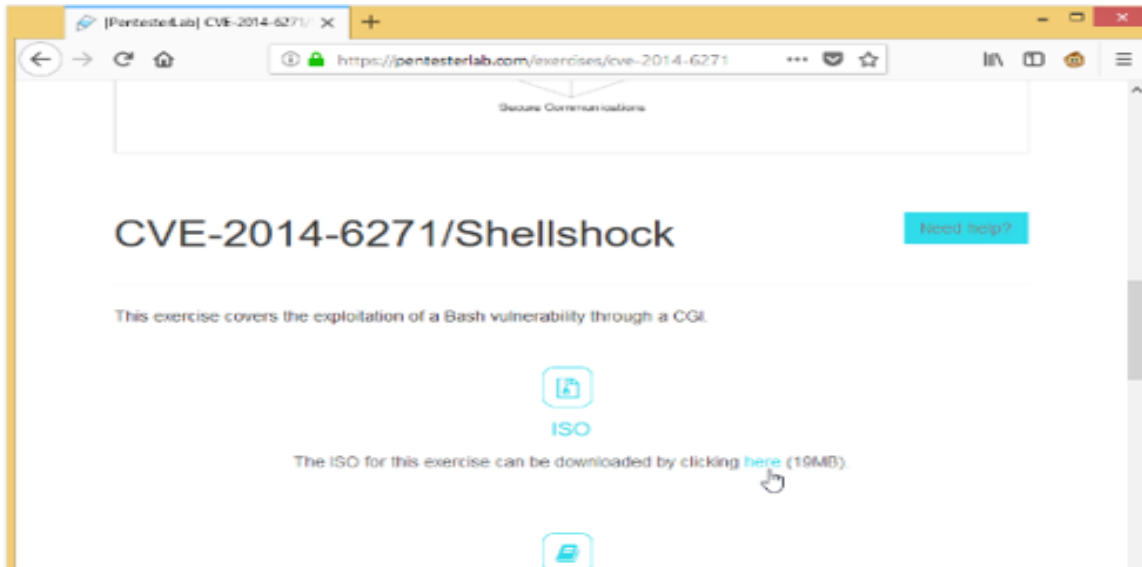 [PentesterLab] CVE-2014-6271/
https://pentesterlab.com/exercises/cve-2014-6271
Secure Communications
CVE-2014-6271/Shellshock
Need help?
This exercise covers the exploitation of a Bash vulnerability through a CGI.
ISO
The ISO for this exercise can be downloaded by clicking here (19MB).